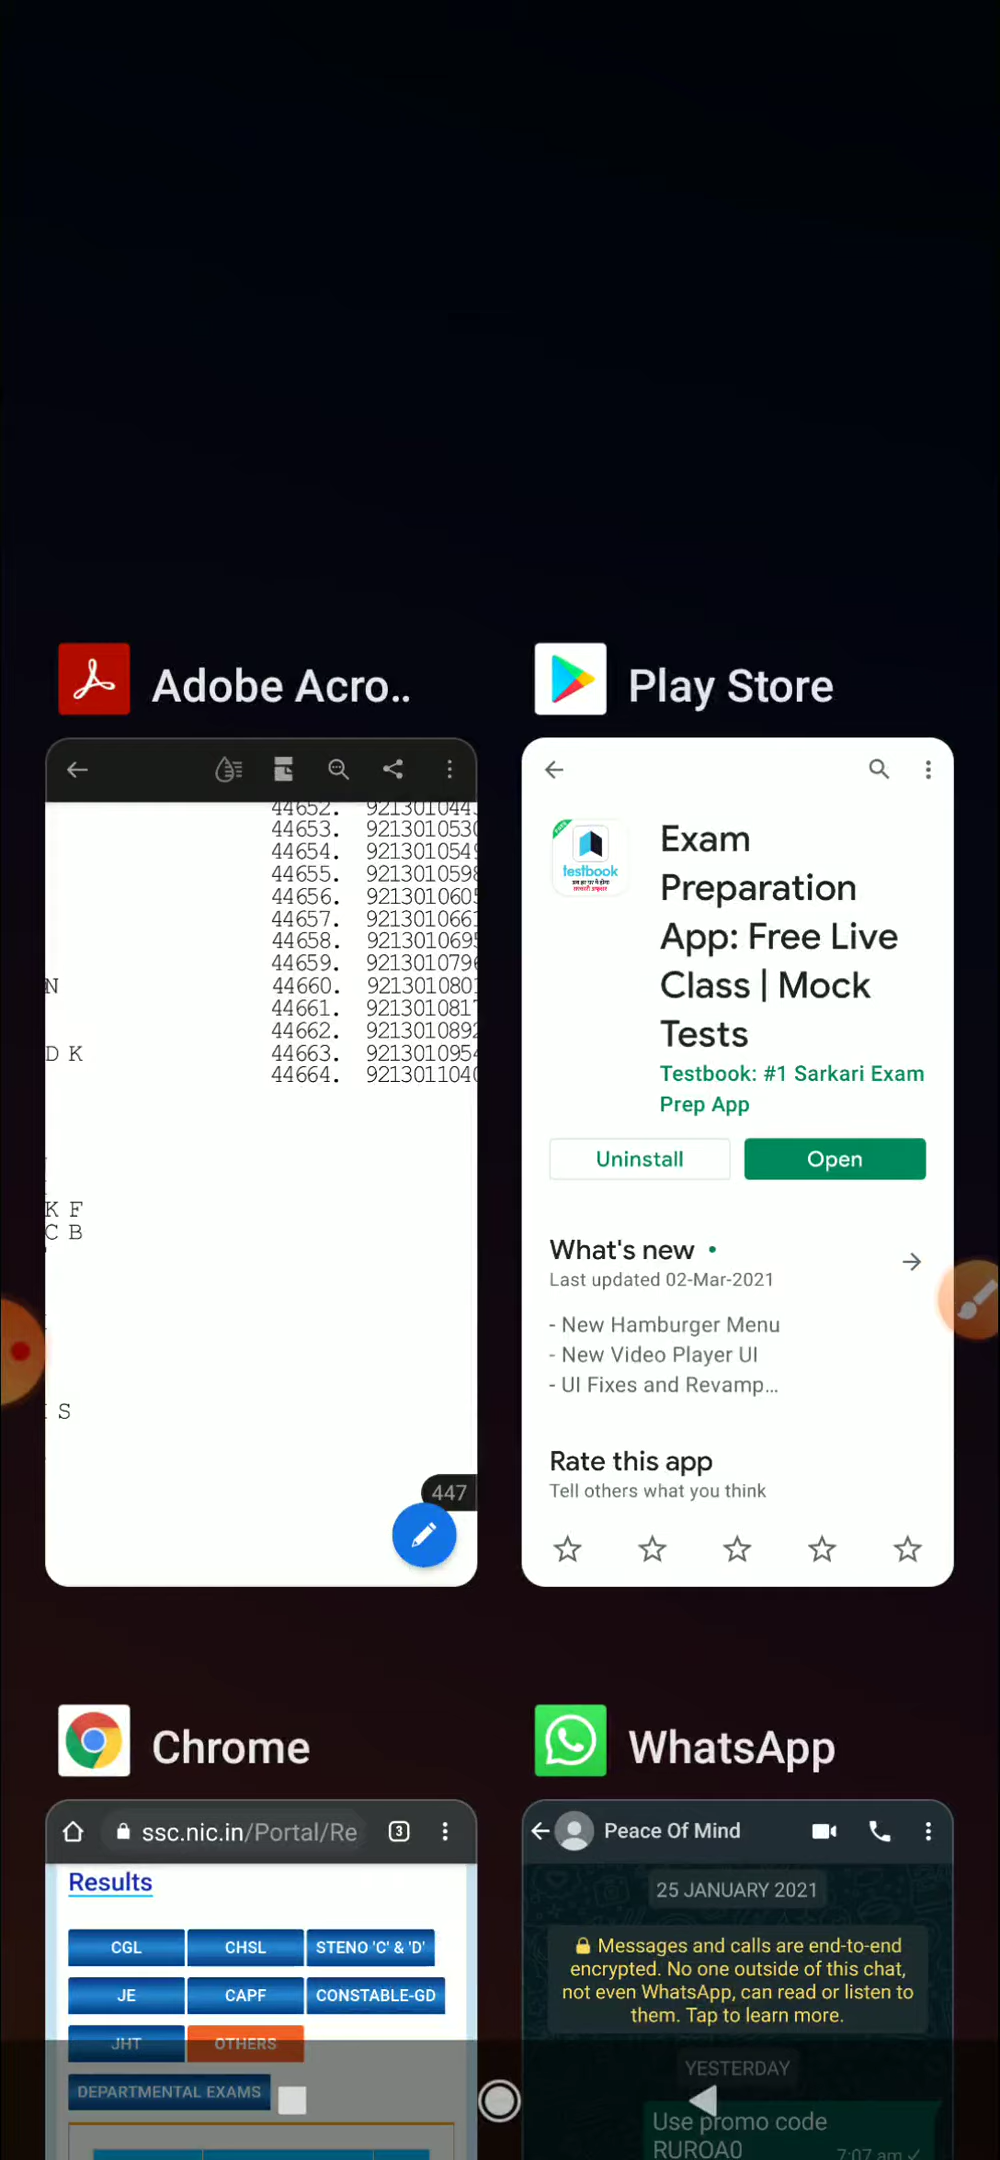 Adobe Acro..
44652. 921301044
44653. 921301053
44654. 921301054
44655. 921301059
44656. 921301060
44657. 921301066
44658. 921301069
44659. 921301079
44660. 921301080
44661. 921301081
44662. 921301089
44663. 921301095
44664. 921301104
N
D K
K F
C B
S
447
Play Store
testbook
Exam
Preparation
App: Free Live
Class | Mock
Tests
Testbook: #1 Sarkari Exam
Prep App
Uninstall
Open
What's new
Last updated 02-Mar-2021
- New Hamburger Menu
- New Video Player UI
- UI Fixes and Revamp...
Rate this app
Tell others what you think
Chrome
ssc.nic.in/Portal/Re
3
Results
CGL CHSL STENO 'C' & 'D'
JE CAPF CONSTABLE-GD
JHT OTHERS
DEPARTMENTAL EXAMS
WhatsApp
Peace Of Mind
25 JANUARY 2021
Messages and calls are end-to-end
encrypted. No one outside of this chat,
not even WhatsApp, can read or listen to
them. Tap to learn more.
YESTERDAY
Use promo code
RUROA0
7:07 am